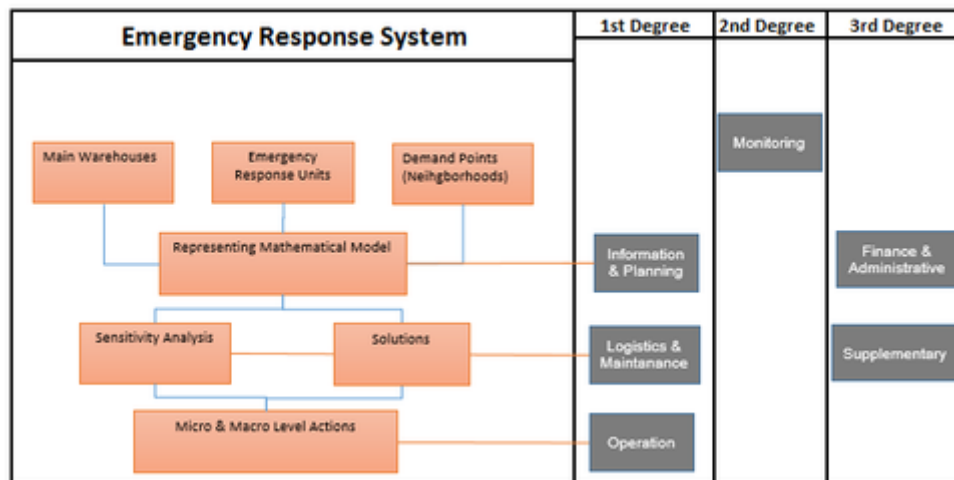 Emergency Response System
1st Degree
2nd Degree
3rd Degree
Monitoring
Main Warehouses
Emergency
Response Units
Demand Points
(Neihgborhoods)
Representing Mathematical Model
Information
& Planning
Finance &
Administrative
Sensitivity Analysis
Solutions
Logistics &
Maintanance
Supplementary
Micro & Macro Level Actions
Operation